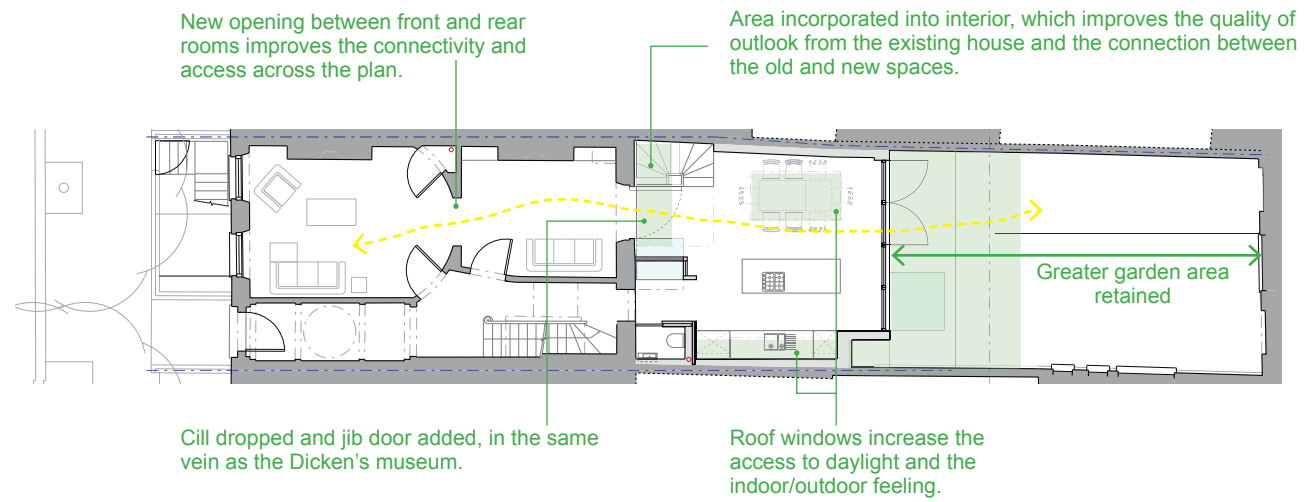 New opening between front and rear
rooms improves the connectivity and
access across the plan.
Area incorporated into interior, which improves the quality of
outlook from the existing house and the connection between
the old and new spaces.
Greater garden area
retained
Cill dropped and jib door added, in the same
vein as the Dicken's museum.
Roof windows increase the
access to daylight and the
indoor/outdoor feeling.